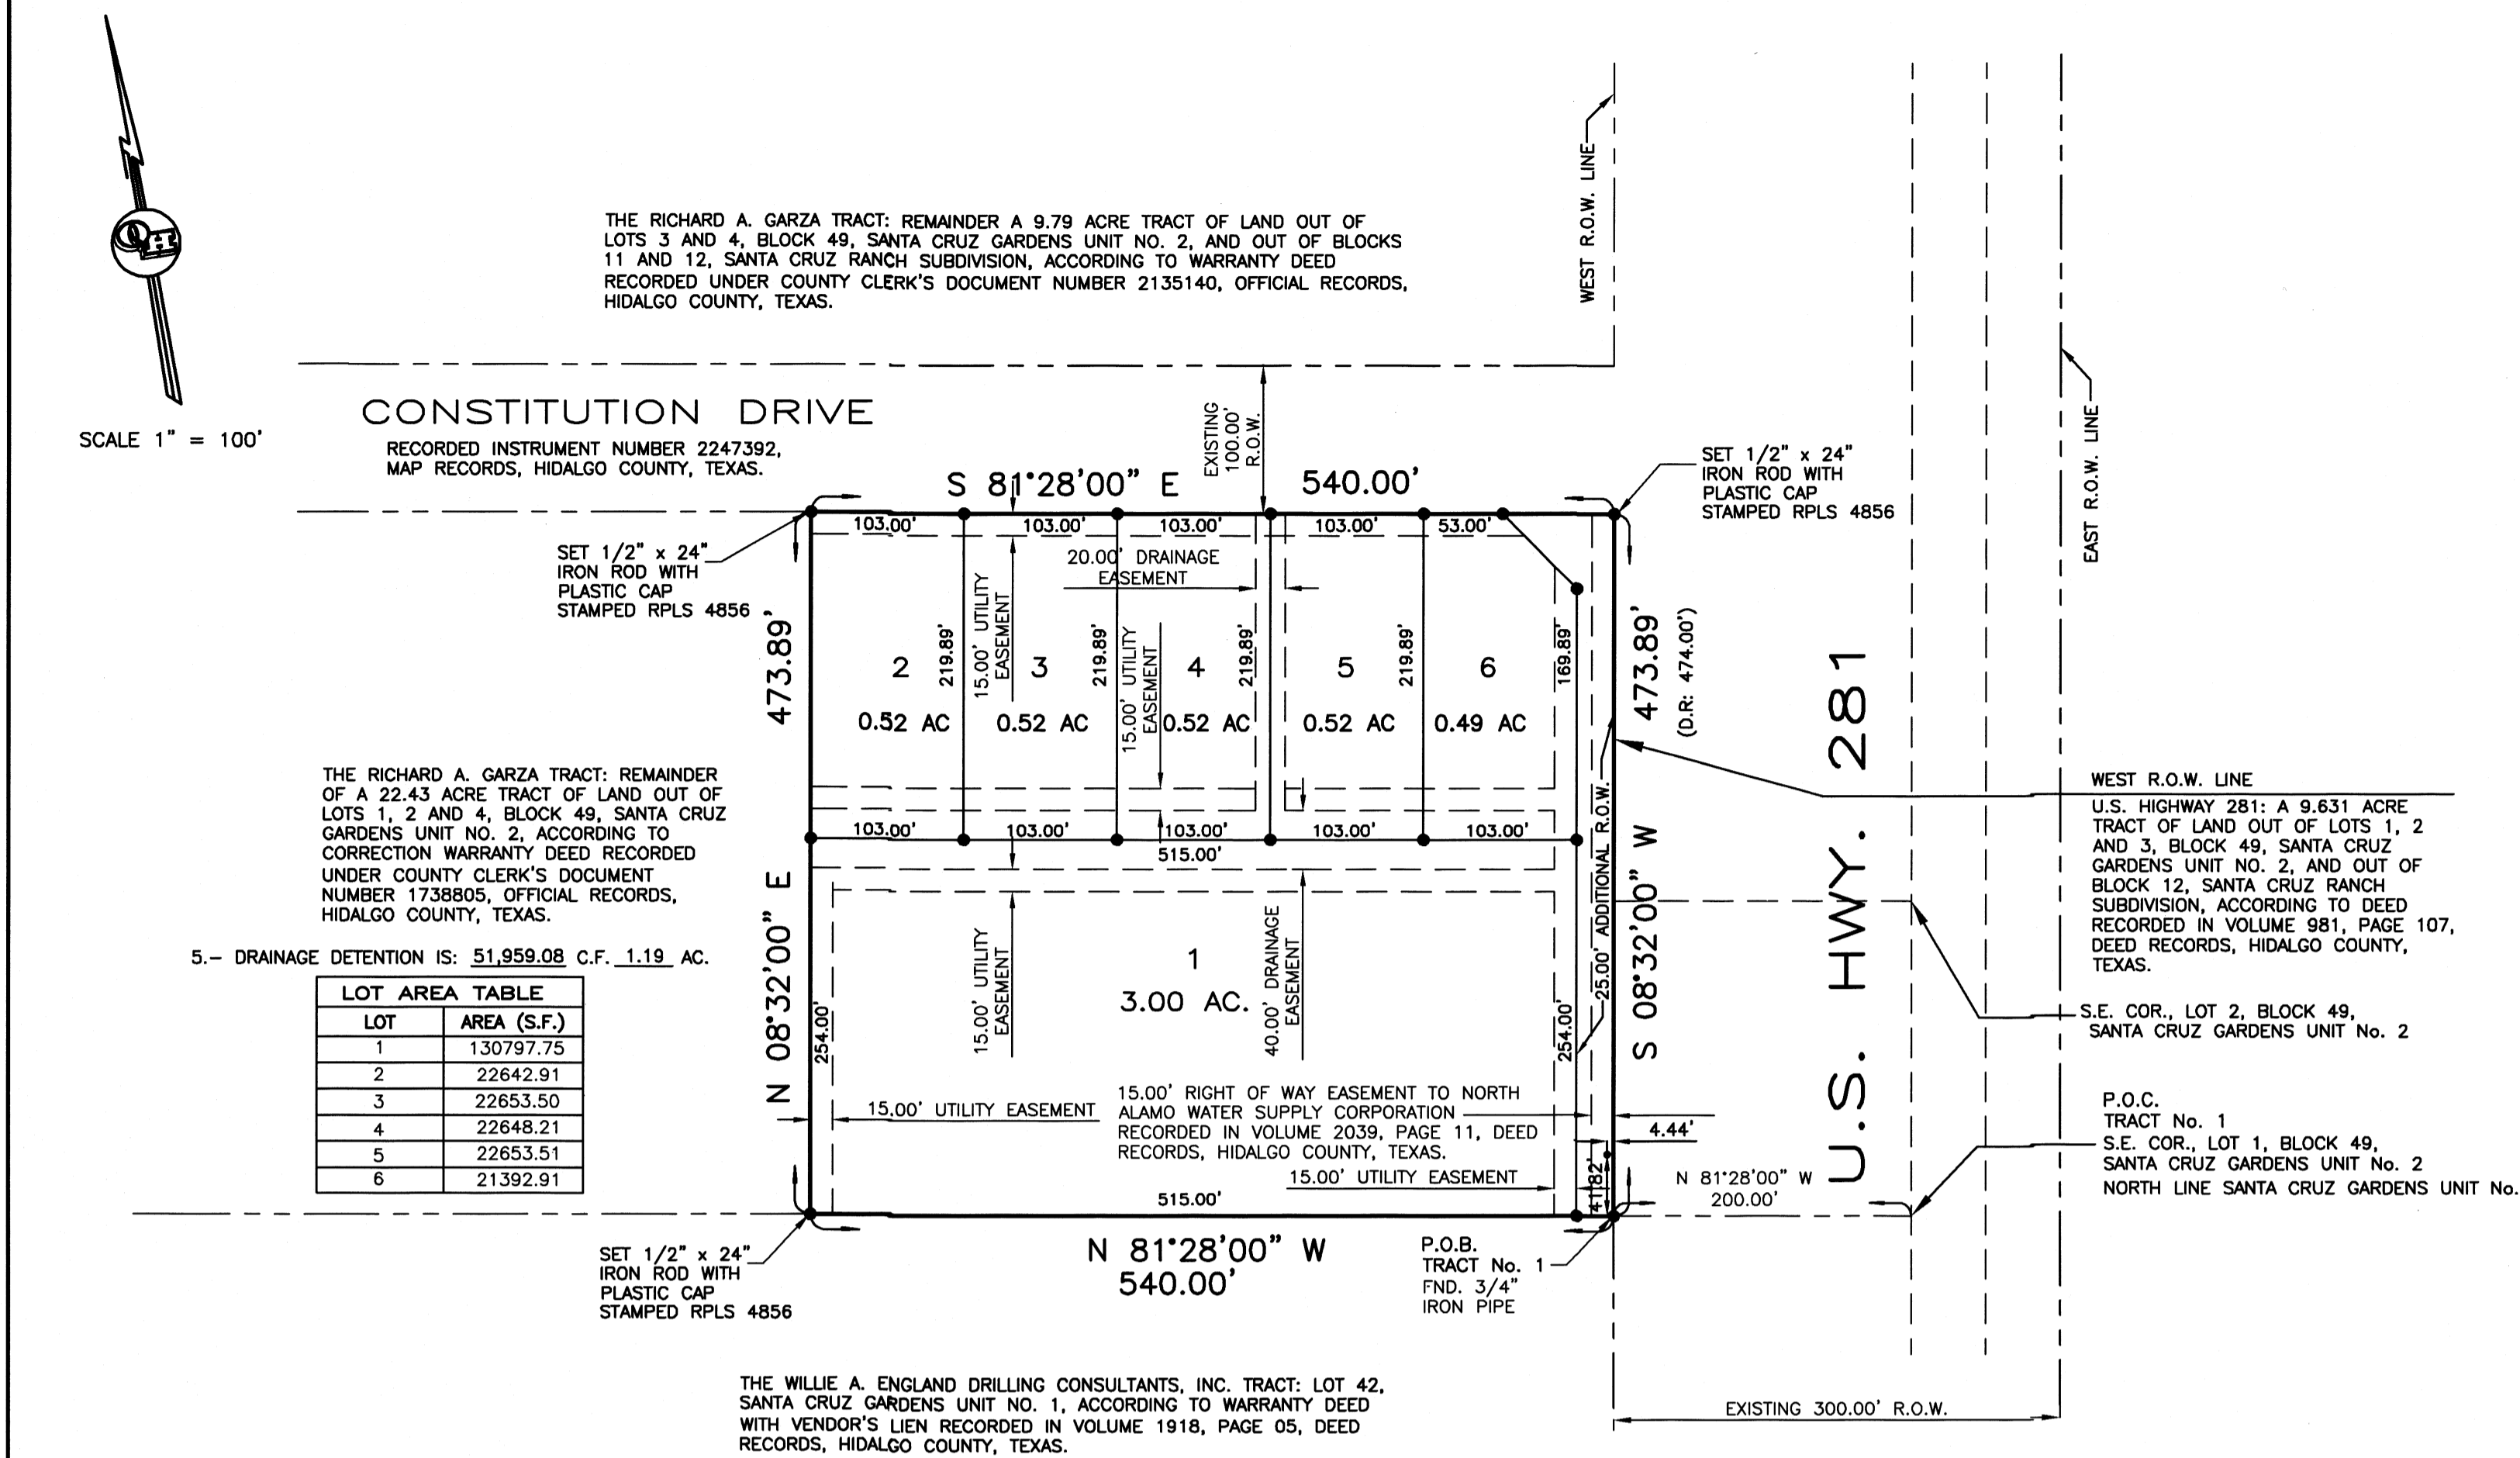 SCALE 1" = 100'
THE RICHARD A. GARZA TRACT: REMAINDER A 9.79 ACRE TRACT OF LAND OUT OF
LOTS 3 AND 4, BLOCK 49, SANTA CRUZ GARDENS UNIT NO. 2, AND OUT OF BLOCKS
11 AND 12, SANTA CRUZ RANCH SUBDIVISION, ACCORDING TO WARRANTY DEED
RECORDED UNDER COUNTY CLERK'S DOCUMENT NUMBER 2135140, OFFICIAL RECORDS,
HIDALGO COUNTY, TEXAS.
WEST R.O.W. LINE
EAST R.O.W. LINE
CONSTITUTION DRIVE
RECORDED INSTRUMENT NUMBER 2247392,
MAP RECORDS, HIDALGO COUNTY, TEXAS.
EXISTING
100.00'
R.O.W.
S 81°28'00" E 540.00'
SET 1/2" x 24"
IRON ROD WITH
PLASTIC CAP
STAMPED RPLS 4856
SET 1/2" x 24"
IRON ROD WITH
PLASTIC CAP
STAMPED RPLS 4856
103.00' 103.00' 103.00' 103.00' 53.00'
20.00' DRAINAGE
EASEMENT
15.00' UTILITY
EASEMENT
15.00' UTILITY
EASEMENT
219.89' 219.89' 219.89' 219.89' 169.89'
2 3 4 5 6
0.52 AC 0.52 AC 0.52 AC 0.52 AC 0.49 AC
473.89'
N 08°32'00" E
473.89'
(D.R: 474.00')
S 08°32'00" W
25.00' ADDITIONAL R.O.W.
U.S. HWY. 281
103.00' 103.00' 103.00' 103.00' 103.00'
515.00'
THE RICHARD A. GARZA TRACT: REMAINDER
OF A 22.43 ACRE TRACT OF LAND OUT OF
LOTS 1, 2 AND 4, BLOCK 49, SANTA CRUZ
GARDENS UNIT NO. 2, ACCORDING TO
CORRECTION WARRANTY DEED RECORDED
UNDER COUNTY CLERK'S DOCUMENT
NUMBER 1738805, OFFICIAL RECORDS,
HIDALGO COUNTY, TEXAS.
WEST R.O.W. LINE
U.S. HIGHWAY 281: A 9.631 ACRE
TRACT OF LAND OUT OF LOTS 1, 2
AND 3, BLOCK 49, SANTA CRUZ
GARDENS UNIT NO. 2, AND OUT OF
BLOCK 12, SANTA CRUZ RANCH
SUBDIVISION, ACCORDING TO DEED
RECORDED IN VOLUME 981, PAGE 107,
DEED RECORDS, HIDALGO COUNTY,
TEXAS.
5.- DRAINAGE DETENTION IS: 51,959.08 C.F. 1.19 AC.
LOT AREA TABLE
LOT AREA (S.F.)
1 130797.75
2 22642.91
3 22653.50
4 22648.21
5 22653.51
6 21392.91
254.00'
15.00' UTILITY
EASEMENT
1
3.00 AC.
40.00' DRAINAGE
EASEMENT
254.00'
S.E. COR., LOT 2, BLOCK 49,
SANTA CRUZ GARDENS UNIT No. 2
15.00' UTILITY EASEMENT
15.00' RIGHT OF WAY EASEMENT TO NORTH
ALAMO WATER SUPPLY CORPORATION
RECORDED IN VOLUME 2039, PAGE 11, DEED
RECORDS, HIDALGO COUNTY, TEXAS.
15.00' UTILITY EASEMENT
4.44'
41.82'
N 81°28'00" W
200.00'
P.O.C.
TRACT No. 1
S.E. COR., LOT 1, BLOCK 49,
SANTA CRUZ GARDENS UNIT No. 2
NORTH LINE SANTA CRUZ GARDENS UNIT No.
515.00'
N 81°28'00" W
540.00'
SET 1/2" x 24"
IRON ROD WITH
PLASTIC CAP
STAMPED RPLS 4856
P.O.B.
TRACT No. 1
FND. 3/4"
IRON PIPE
THE WILLIE A. ENGLAND DRILLING CONSULTANTS, INC. TRACT: LOT 42,
SANTA CRUZ GARDENS UNIT NO. 1, ACCORDING TO WARRANTY DEED
WITH VENDOR'S LIEN RECORDED IN VOLUME 1918, PAGE 05, DEED
RECORDS, HIDALGO COUNTY, TEXAS.
EXISTING 300.00' R.O.W.